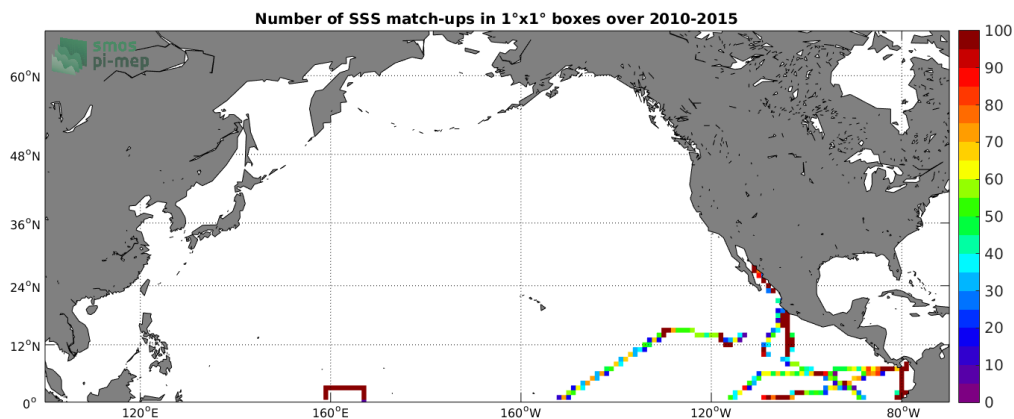 Number of SSS match-ups in 1°x1° boxes over 2010-2015
smos
pi-mep
60°N
48°N
36°N
24°N
12°N
0°
120°E
160°E
160°W
120°W
80°W
100
90
80
70
60
50
40
30
20
10
0